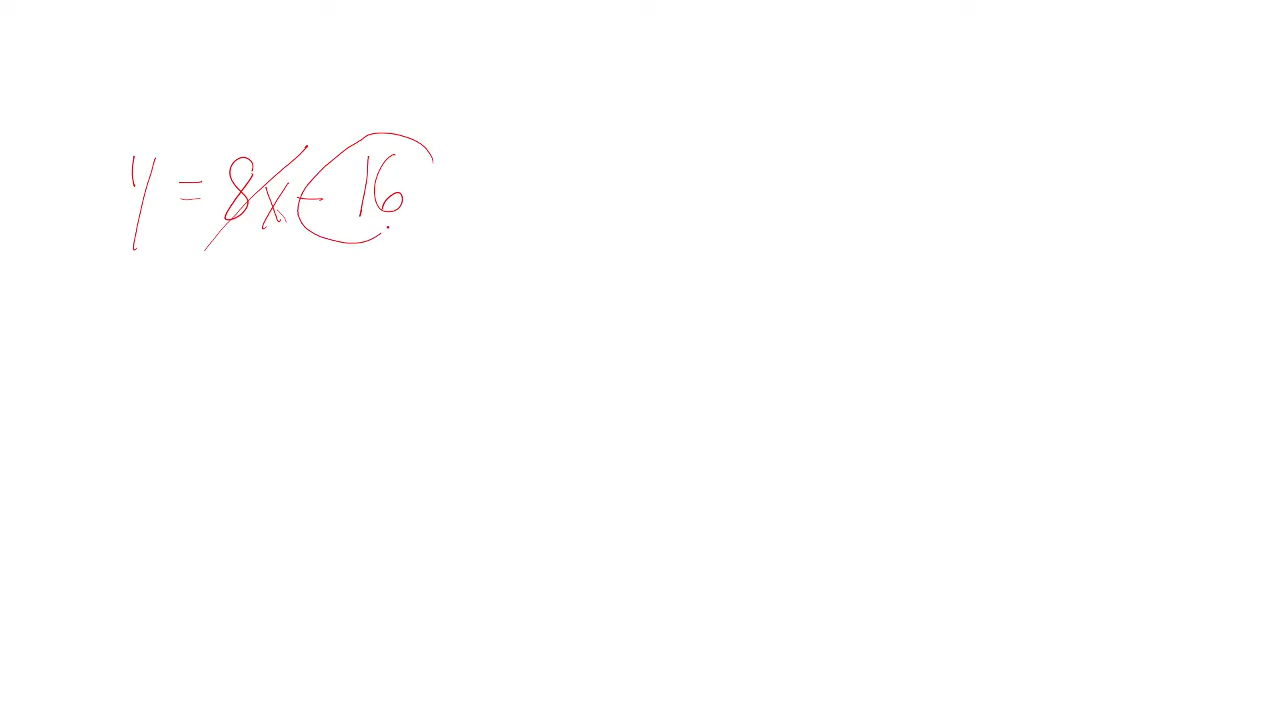 y = 8x - 16